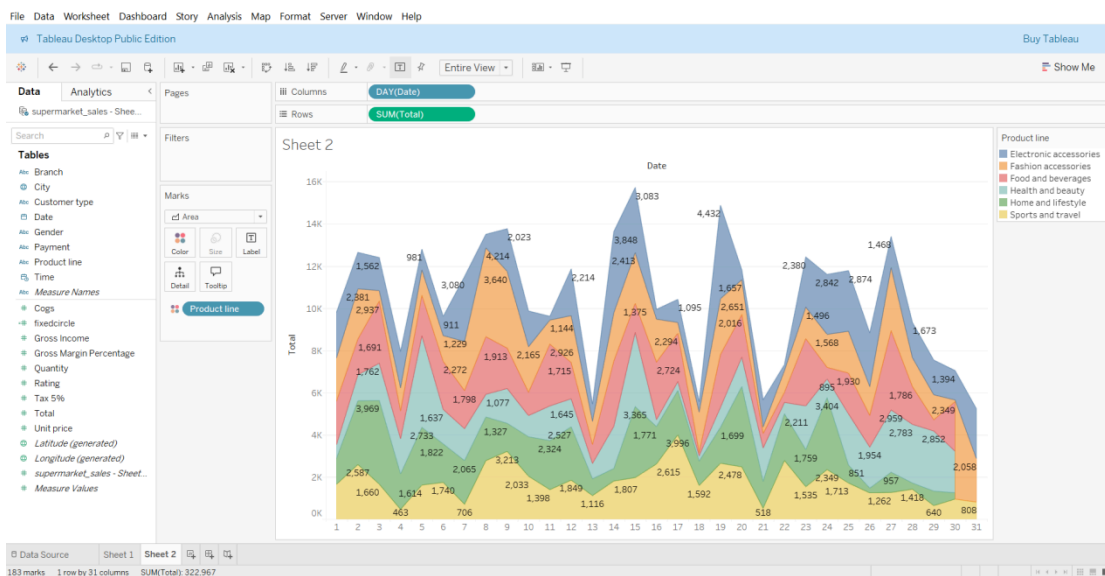 File Data Worksheet Dashboard Story Analysis Map Format Server Window Help
Tableau Desktop Public Edition Buy Tableau
Entire View Show Me
Data Analytics
supermarket_sales - Shee...
Search
Tables
Abc Branch
City
Abc Customer type
Date
Abc Gender
Abc Payment
Abc Product line
Time
Abc Measure Names
# Cogs
fixedcircle
# Gross Income
# Gross Margin Percentage
# Quantity
# Rating
# Tax 5%
# Total
# Unit price
Latitude (generated)
Longitude (generated)
# supermarket_sales - Sheet...
# Measure Values
Pages
Filters
Marks
Area
Color Size Label
Detail Tooltip
Product line
Columns DAY(Date)
Rows SUM(Total)
Sheet 2
Date
Total
16K
14K
12K
10K
8K
6K
4K
2K
0K
3,083
4,432
2,023 1,468
981 4,214 3,848
1,562 2,413 2,380
3,080 3,640 2,214 2,842 2,874
2,381 1,657
2,937 1,375 1,095 2,651 1,496
911 1,144 2,016 1,673
1,229 2,294 1,568
1,691 1,913 2,165 2,926
1,762 2,272 1,715 2,724 895 1,930 1,394
1,798 1,786
3,969 1,637 1,077 1,645 3,365 3,404 2,349
1,327 2,211 2,959
2,733 2,527 1,771 1,699 2,783 2,852
1,822 2,324 3,996 1,759 1,954
3,213 2,058
2,587 2,065 2,615 2,478 2,349 851
1,660 1,614 1,740 2,033 1,398 1,849 1,807 1,592 1,535 1,713 957
463 706 1,116 518 1,262 1,418 640 808
1 2 3 4 5 6 7 8 9 10 11 12 13 14 15 16 17 18 19 20 21 22 23 24 25 26 27 28 29 30 31
Product line
Electronic accessories
Fashion accessories
Food and beverages
Health and beauty
Home and lifestyle
Sports and travel
Data Source Sheet 1 Sheet 2
183 marks 1 row by 31 columns SUM(Total): 322,967